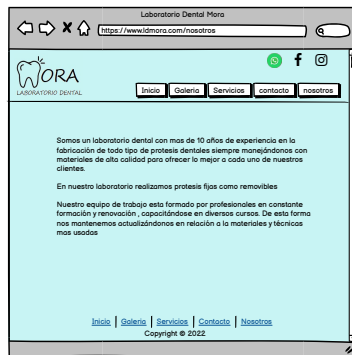 Laboratorio Dental Mora
https://www.ldmora.com/nosotros
MORA
LABORATORIO DENTAL
Inicio Galeria Servicios contacto nosotros
Somos un laboratorio dental con mas de 10 años de experiencia en la
fabricación de todo tipo de protesis dentales siempre manejándonos con
materiales de alta calidad para ofrecer lo mejor a cada uno de nuestros
clientes.
En nuestro laboratorio realizamos protesis fijas como removibles
Nuestro equipo de trabajo esta formado por profesionales en constante
formación y renovación , capacitándose en diversos cursos. De esta forma
nos mantenemos actualizándonos en relación a la materiales y técnicas
mas usadas
Inicio Galeria Servicios Contacto Nosotros
Copyright © 2022